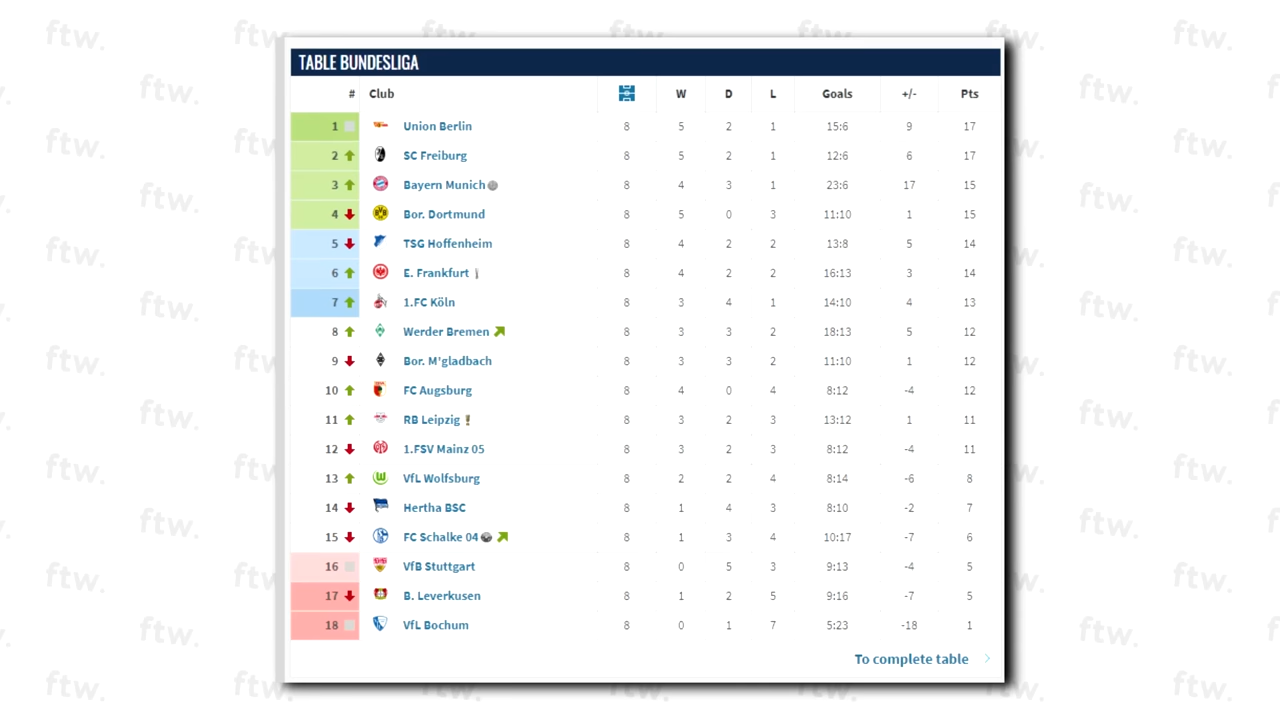 TABLE BUNDESLIGA
# Club W D L Goals +/- Pts
1 Union Berlin 8 5 2 1 15:6 9 17
2 SC Freiburg 8 5 2 1 12:6 6 17
3 Bayern Munich 8 4 3 1 23:6 17 15
4 Bor. Dortmund 8 5 0 3 11:10 1 15
5 TSG Hoffenheim 8 4 2 2 13:8 5 14
6 E. Frankfurt 8 4 2 2 16:13 3 14
7 1.FC Köln 8 3 4 1 14:10 4 13
8 Werder Bremen 8 3 3 2 18:13 5 12
9 Bor. M'gladbach 8 3 3 2 11:10 1 12
10 FC Augsburg 8 4 0 4 8:12 -4 12
11 RB Leipzig 8 3 2 3 13:12 1 11
12 1.FSV Mainz 05 8 3 2 3 8:12 -4 11
13 VfL Wolfsburg 8 2 2 4 8:14 -6 8
14 Hertha BSC 8 1 4 3 8:10 -2 7
15 FC Schalke 04 8 1 3 4 10:17 -7 6
16 VfB Stuttgart 8 0 5 3 9:13 -4 5
17 B. Leverkusen 8 1 2 5 9:16 -7 5
18 VfL Bochum 8 0 1 7 5:23 -18 1
To complete table
ftw.